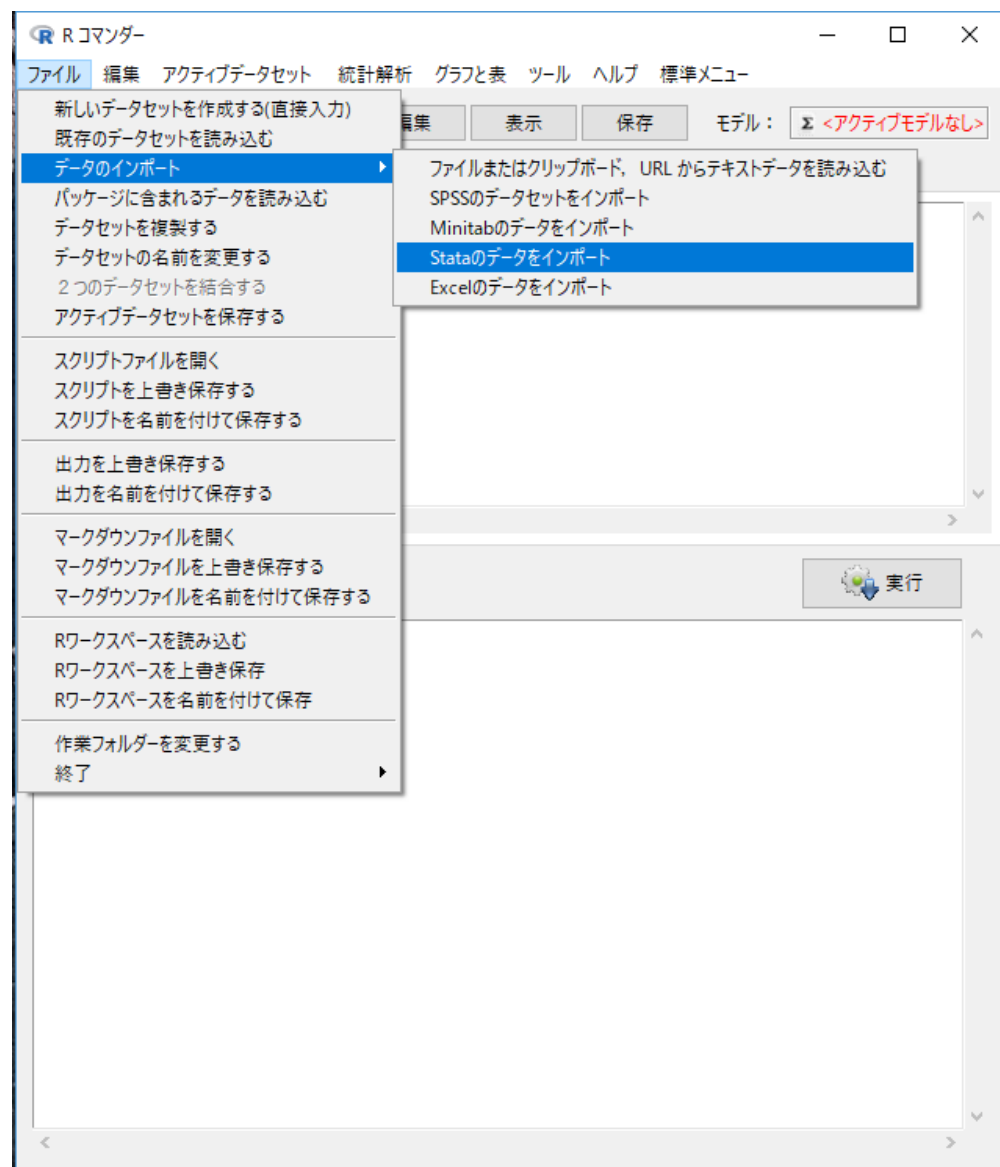 R コマンダー
ファイル 編集 アクティブデータセット 統計解析 グラフと表 ツール ヘルプ 標準メニュー
編集 表示 保存 モデル： Σ <アクティブモデルなし>
新しいデータセットを作成する(直接入力)
既存のデータセットを読み込む
データのインポート
パッケージに含まれるデータを読み込む
データセットを複製する
データセットの名前を変更する
２つのデータセットを結合する
アクティブデータセットを保存する
スクリプトファイルを開く
スクリプトを上書き保存する
スクリプトを名前を付けて保存する
出力を上書き保存する
出力を名前を付けて保存する
マークダウンファイルを開く
マークダウンファイルを上書き保存する
マークダウンファイルを名前を付けて保存する
Rワークスペースを読み込む
Rワークスペースを上書き保存
Rワークスペースを名前を付けて保存
作業フォルダーを変更する
終了
ファイルまたはクリップボード，URL からテキストデータを読み込む
SPSSのデータセットをインポート
Minitabのデータをインポート
Stataのデータをインポート
Excelのデータをインポート
実行